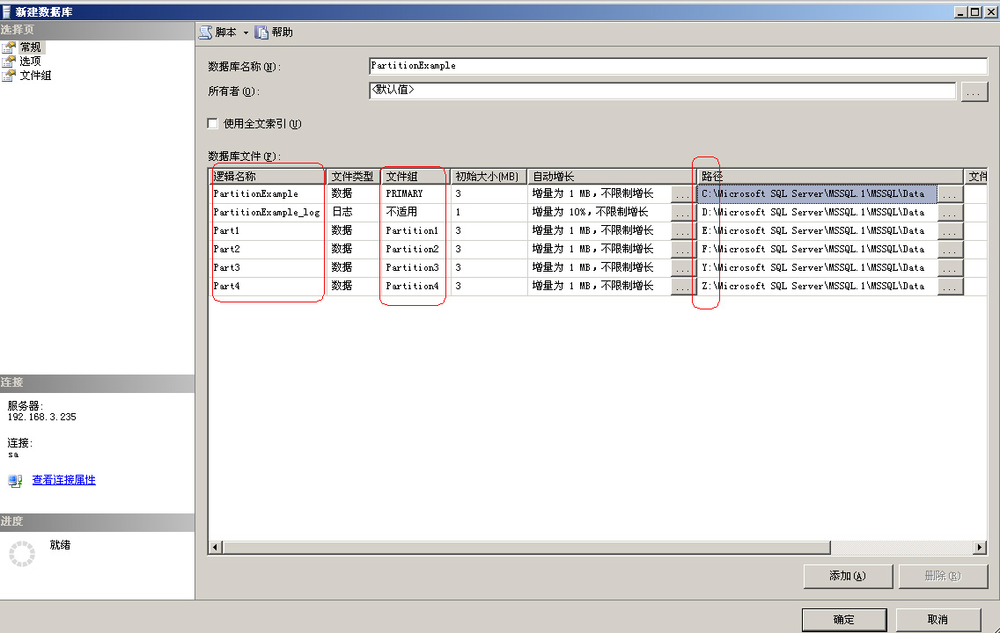 新建数据库
选择页
常规
选项
文件组
脚本 帮助
数据库名称(N): PartitionExample
所有者(O): <默认值> ...
使用全文索引(U)
数据库文件(F):
逻辑名称 文件类型 文件组 初始大小(MB) 自动增长 路径 文件
PartitionExample 数据 PRIMARY 3 增量为 1 MB，不限制增长 ... C:\Microsoft SQL Server\MSSQL.1\MSSQL\Data ...
PartitionExample_log 日志 不适用 1 增量为 10%，不限制增长 ... D:\Microsoft SQL Server\MSSQL.1\MSSQL\Data ...
Part1 数据 Partition1 3 增量为 1 MB，不限制增长 ... E:\Microsoft SQL Server\MSSQL.1\MSSQL\Data ...
Part2 数据 Partition2 3 增量为 1 MB，不限制增长 ... F:\Microsoft SQL Server\MSSQL.1\MSSQL\Data ...
Part3 数据 Partition3 3 增量为 1 MB，不限制增长 ... Y:\Microsoft SQL Server\MSSQL.1\MSSQL\Data ...
Part4 数据 Partition4 3 增量为 1 MB，不限制增长 ... Z:\Microsoft SQL Server\MSSQL.1\MSSQL\Data ...
连接
服务器:
192.168.3.235
连接:
sa
查看连接属性
进度
就绪
添加(A) 删除(R)
确定 取消